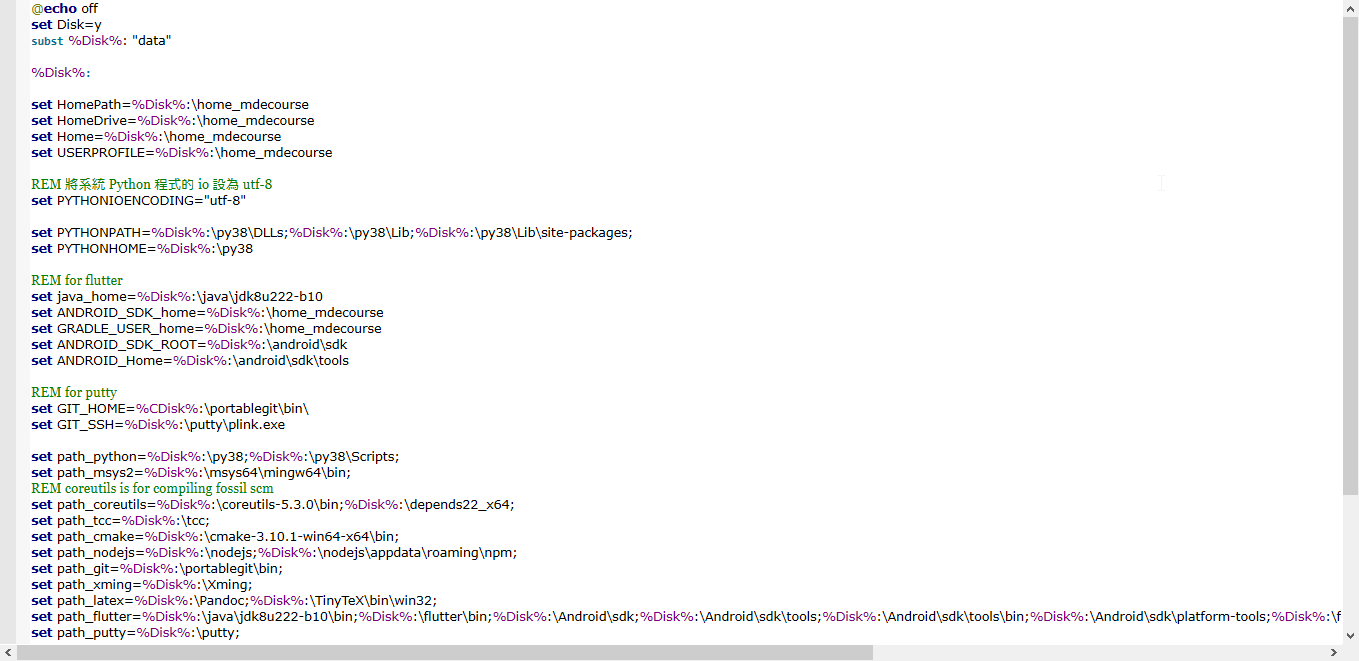 @echo off
set Disk=y
subst %Disk%: "data"
%Disk%:
set HomePath=%Disk%:\home_mdecourse
set HomeDrive=%Disk%:\home_mdecourse
set Home=%Disk%:\home_mdecourse
set USERPROFILE=%Disk%:\home_mdecourse
REM 將系統 Python 程式的 io 設為 utf-8
set PYTHONIOENCODING="utf-8"
set PYTHONPATH=%Disk%:\py38\DLLs;%Disk%:\py38\Lib;%Disk%:\py38\Lib\site-packages;
set PYTHONHOME=%Disk%:\py38
REM for flutter
set java_home=%Disk%:\java\jdk8u222-b10
set ANDROID_SDK_home=%Disk%:\home_mdecourse
set GRADLE_USER_home=%Disk%:\home_mdecourse
set ANDROID_SDK_ROOT=%Disk%:\android\sdk
set ANDROID_Home=%Disk%:\android\sdk\tools
REM for putty
set GIT_HOME=%CDisk%:\portablegit\bin\
set GIT_SSH=%Disk%:\putty\plink.exe
set path_python=%Disk%:\py38;%Disk%:\py38\Scripts;
set path_msys2=%Disk%:\msys64\mingw64\bin;
REM coreutils is for compiling fossil scm
set path_coreutils=%Disk%:\coreutils-5.3.0\bin;%Disk%:\depends22_x64;
set path_tcc=%Disk%:\tcc;
set path_cmake=%Disk%:\cmake-3.10.1-win64-x64\bin;
set path_nodejs=%Disk%:\nodejs;%Disk%:\nodejs\appdata\roaming\npm;
set path_git=%Disk%:\portablegit\bin;
set path_xming=%Disk%:\Xming;
set path_latex=%Disk%:\Pandoc;%Disk%:\TinyTeX\bin\win32;
set path_flutter=%Disk%:\java\jdk8u222-b10\bin;%Disk%:\flutter\bin;%Disk%:\Android\sdk;%Disk%:\Android\sdk\tools;%Disk%:\Android\sdk\tools\bin;%Disk%:\Android\sdk\platform-tools;%Disk%:\f
set path_putty=%Disk%:\putty;